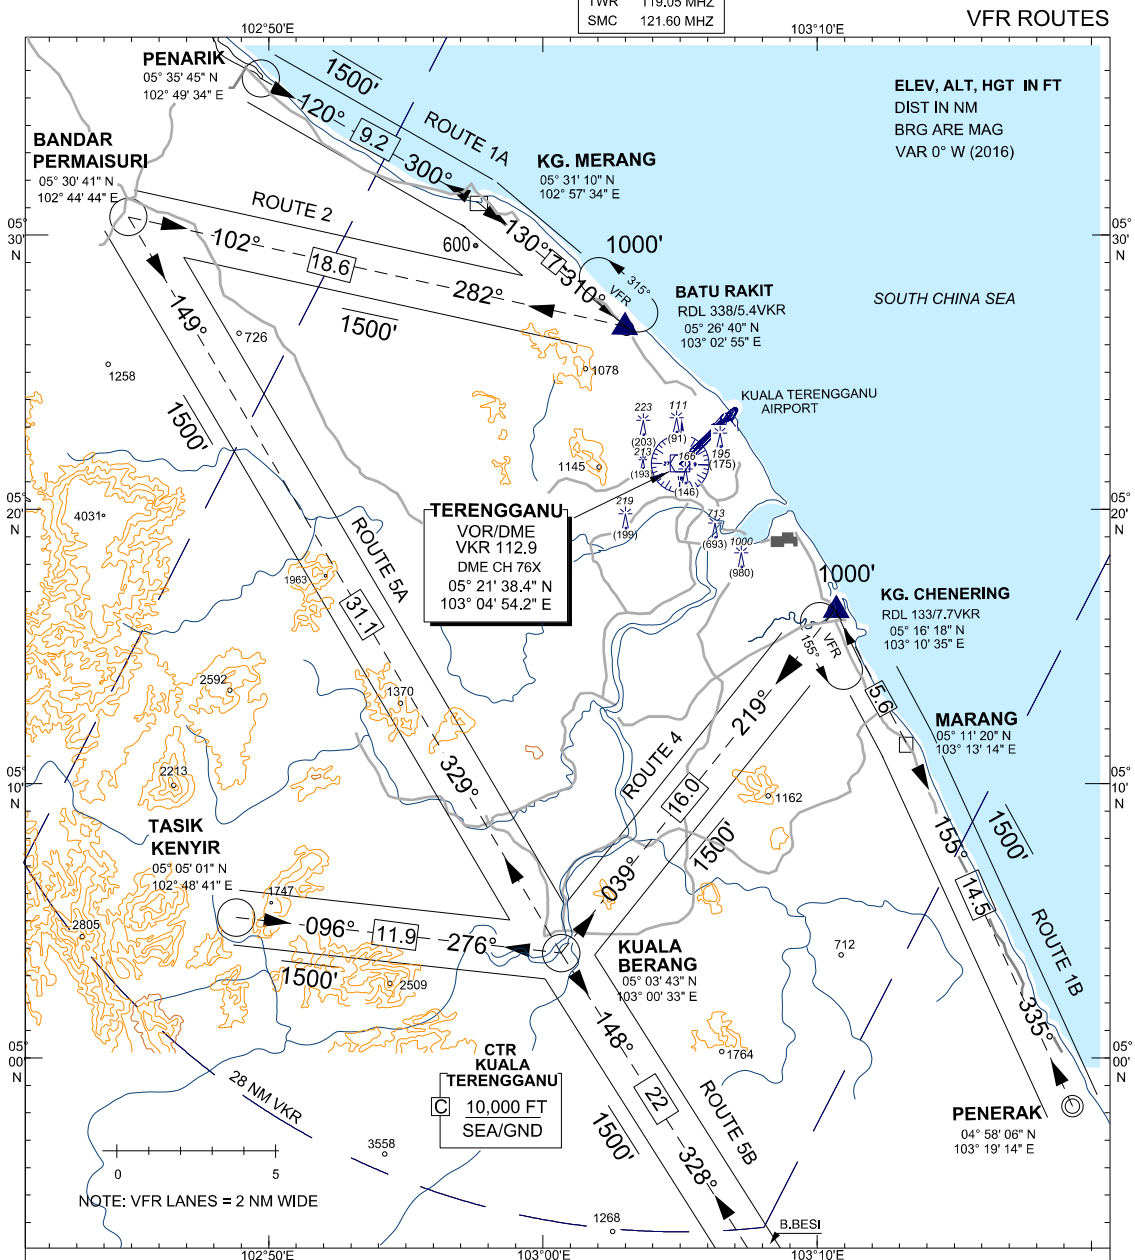 TWR 119.05 MHZ
SMC 121.60 MHZ
VFR ROUTES
102°50'E
103°10'E
PENARIK
05° 35' 45" N
102° 49' 34" E
1500'
120°
9.2
300°
ROUTE 1A
ELEV, ALT, HGT IN FT
DIST IN NM
BRG ARE MAG
VAR 0° W (2016)
BANDAR
PERMAISURI
05° 30' 41" N
102° 44' 44" E
KG. MERANG
05° 31' 10" N
102° 57' 34" E
05°
30'
N
05°
30'
N
ROUTE 2
102°
18.6
282°
1500'
600
130°
7.1
310°
1000'
315°
VFR
BATU RAKIT
RDL 338/5.4VKR
05° 26' 40" N
103° 02' 55" E
SOUTH CHINA SEA
149°
726
1258
1500'
1078
KUALA TERENGGANU
AIRPORT
223
(203)
111
(91)
213
(193)
166
(146)
195
(175)
1145
219
(199)
713
(693)
1000
(980)
TERENGGANU
VOR/DME
VKR 112.9
DME CH 76X
05° 21' 38.4" N
103° 04' 54.2" E
05°
20'
N
05°
20'
N
4031
ROUTE 5A
1963
31.1
1000'
KG. CHENERING
RDL 133/7.7VKR
05° 16' 18" N
103° 10' 35" E
155°
VFR
2592
1370
219°
5.6
MARANG
05° 11' 20" N
103° 13' 14" E
2213
329°
ROUTE 4
16.0
1162
05°
10'
N
05°
10'
N
1500'
039°
155°
1500'
14.5
TASIK
KENYIR
05° 05' 01" N
102° 48' 41" E
1747
2805
096°
11.9
276°
1500'
2509
KUALA
BERANG
05° 03' 43" N
103° 00' 33" E
712
ROUTE 1B
335°
05°
00'
N
05°
00'
N
148°
1764
CTR
KUALA
TERENGGANU
C
10,000 FT
SEA/GND
28 NM VKR
22
ROUTE 5B
1500'
328°
PENERAK
04° 58' 06" N
103° 19' 14" E
3558
0 5
NOTE: VFR LANES = 2 NM WIDE
1268
B.BESI
102°50'E
103°00'E
103°10'E